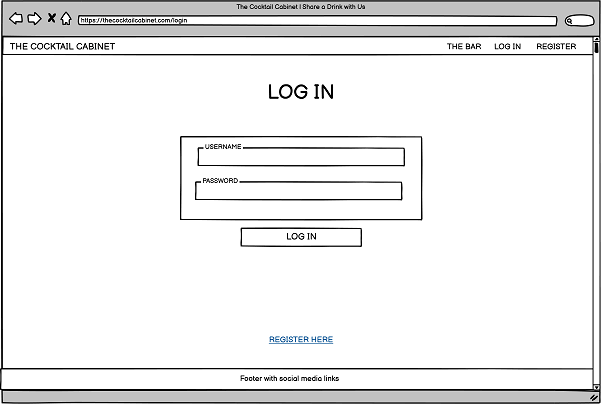 The Cocktail Cabinet | Share a Drink with Us
https://thecocktailcabinet.com/login
THE COCKTAIL CABINET THE BAR LOG IN REGISTER
LOG IN
USERNAME
PASSWORD
LOG IN
REGISTER HERE
Footer with social media links